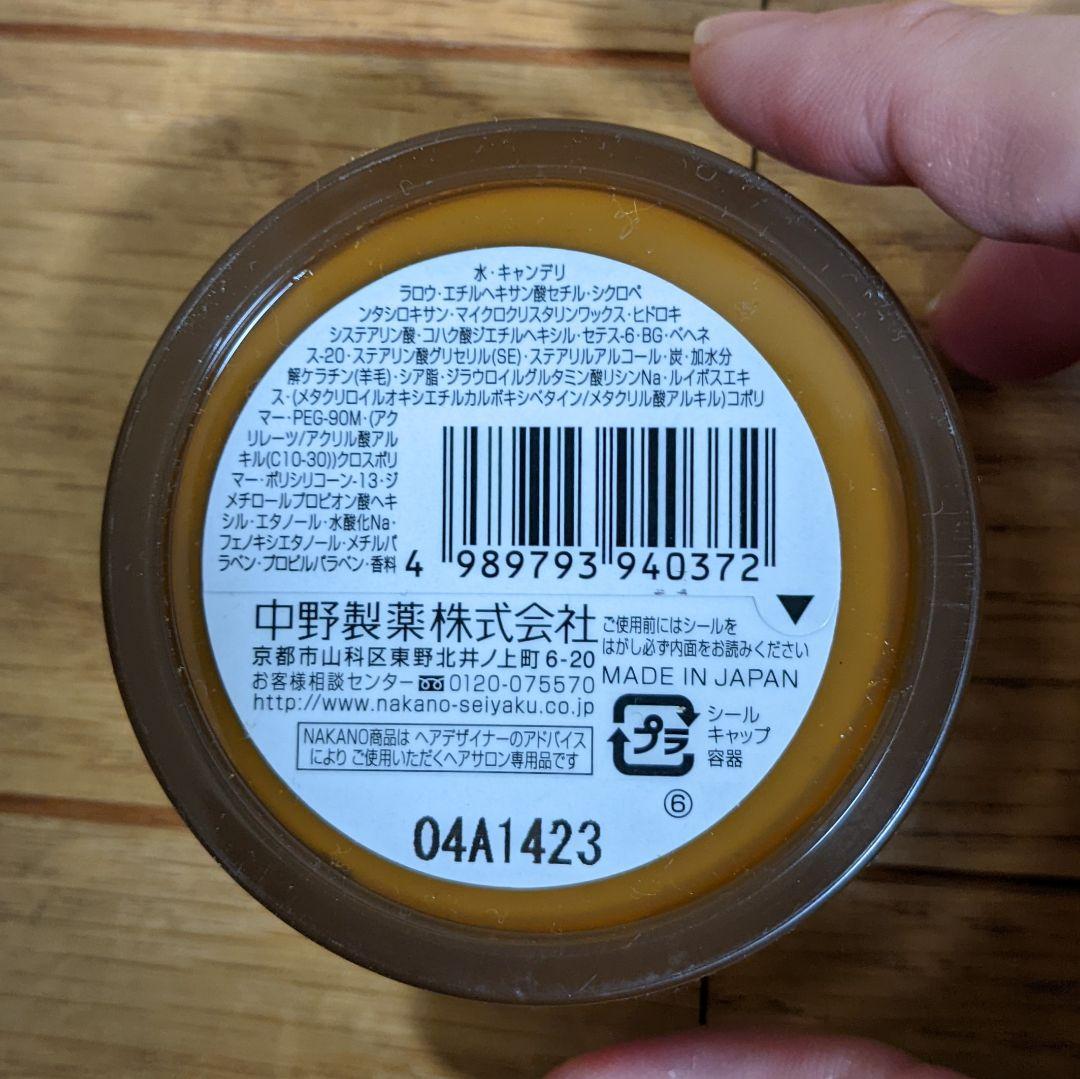 水・キャンデリ
ラロウ・エチルヘキサン酸セチル・シクロペ
ンタシロキサン・マイクロクリスタリンワックス・ヒドロキ
システアリン酸・コハク酸ジエチルヘキシル・セテス-6・BG・ベヘネ
ス-20・ステアリン酸グリセリル(SE)・ステアリルアルコール・炭・加水分
解ケラチン(羊毛)・シア脂・ジラウロイルグルタミン酸リシンNa・ルイボスエキ
ス・(メタクリロイルオキシエチルカルボキシベタイン/メタクリル酸アルキル)コポリ
マー・PEG-90M・(アク
リレーツ/アクリル酸アル
キル(C10-30))クロスポリ
マー・ポリシリコーン-13・ジ
メチロールプロピオン酸ヘキ
シル・エタノール・水酸化Na・
フェノキシエタノール・メチルパ
ラベン・プロピルパラベン・香料
4 989793 940372
中野製薬株式会社
京都市山科区東野北井ノ上町6-20
お客様相談センター 0120-075570
http://www.nakano-seiyaku.co.jp
ご使用前にはシールを
はがし必ず内面をお読みください
MADE IN JAPAN
プラ
シール
キャップ
容器
NAKANO商品は ヘアデザイナーのアドバイス
により ご使用いただくヘアサロン専用品です
⑥
04A1423